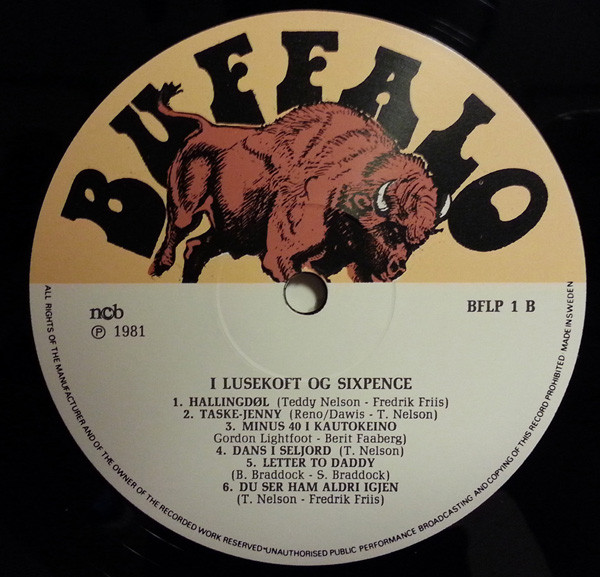 BUFFALO
ncb
BFLP 1 B
℗ 1981
I LUSEKOFT OG SIXPENCE
1. HALLINGDØL (Teddy Nelson - Fredrik Friis)
2. TASKE-JENNY (Reno/Dawis - T. Nelson)
3. MINUS 40 I KAUTOKEINO
Gordon Lightfoot - Berit Faaberg)
4. DANS I SELJORD (T. Nelson)
5. LETTER TO DADDY
(B. Braddock - S. Braddock)
6. DU SER HAM ALDRI IGJEN
(T. Nelson - Fredrik Friis)
ALL RIGHTS OF THE MANUFACTURER AND OF THE OWNER OF THE RECORDED WORK RESERVED•UNAUTHORISED PUBLIC PERFORMANCE BROADCASTING AND COPYING OF THIS RECORD PROHIBITED MADE IN SWEDEN